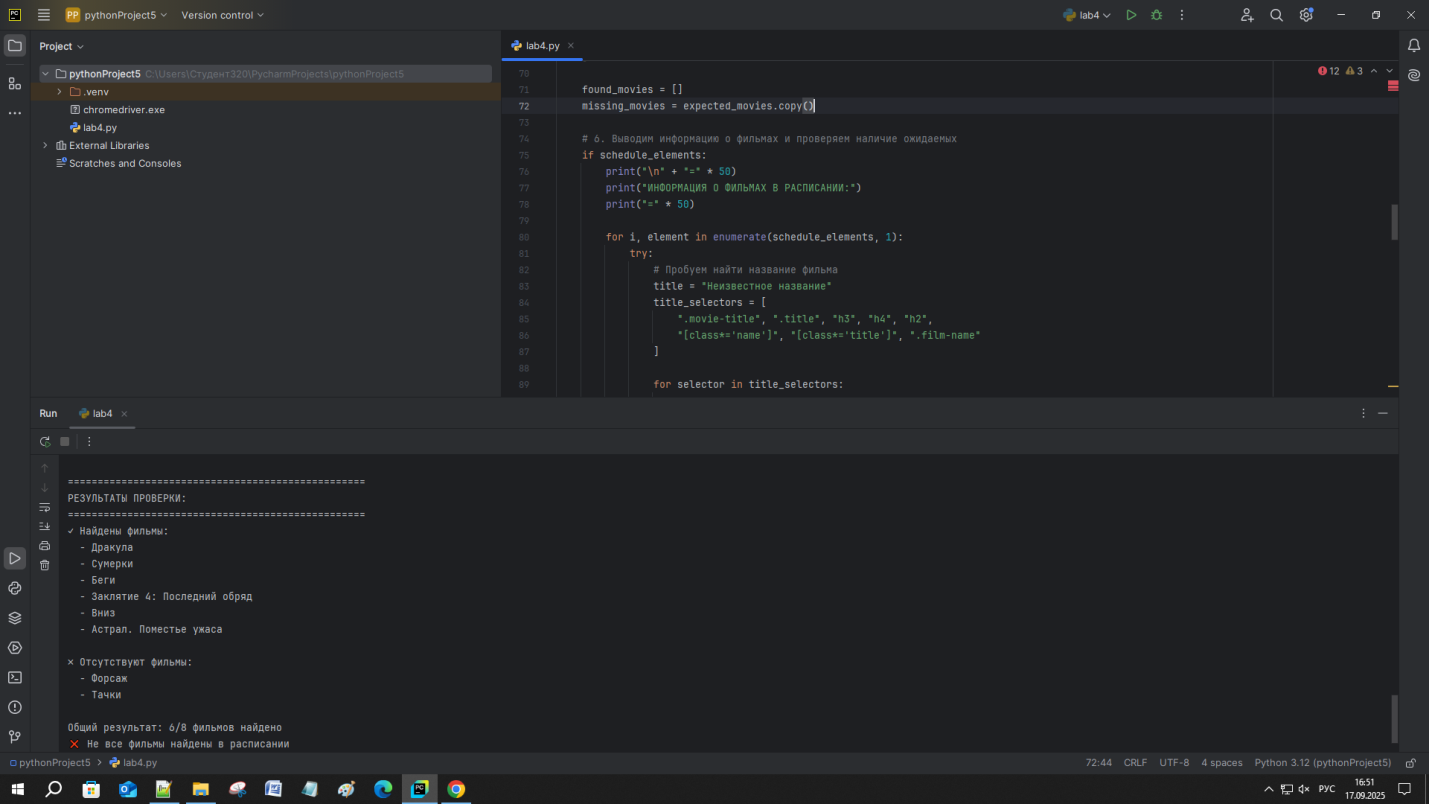 PC
PP pythonProject5
Version control
lab4
Project
lab4.py
pythonProject5 C:\Users\Студент320\PycharmProjects\pythonProject5
.venv
chromedriver.exe
lab4.py
External Libraries
Scratches and Consoles
12 3
70
71 found_movies = []
72 missing_movies = expected_movies.copy()
73
74 # 6. Выводим информацию о фильмах и проверяем наличие ожидаемых
75 if schedule_elements:
76 print("\n" + "=" * 50)
77 print("ИНФОРМАЦИЯ О ФИЛЬМАХ В РАСПИСАНИИ:")
78 print("=" * 50)
79
80 for i, element in enumerate(schedule_elements, 1):
81 try:
82 # Пробуем найти название фильма
83 title = "Неизвестное название"
84 title_selectors = [
85 ".movie-title", ".title", "h3", "h4", "h2",
86 "[class*='name']", "[class*='title']", ".film-name"
87 ]
88
89 for selector in title_selectors:
Run lab4
==================================================
РЕЗУЛЬТАТЫ ПРОВЕРКИ:
==================================================
✓ Найдены фильмы:
- Дракула
- Сумерки
- Беги
- Заклятие 4: Последний обряд
- Вниз
- Астрал. Поместье ужаса
✗ Отсутствуют фильмы:
- Форсаж
- Тачки
Общий результат: 6/8 фильмов найдено
❌ Не все фильмы найдены в расписании
pythonProject5 > lab4.py
72:44 CRLF UTF-8 4 spaces Python 3.12 (pythonProject5)
PC
РУС
16:51
17.09.2025